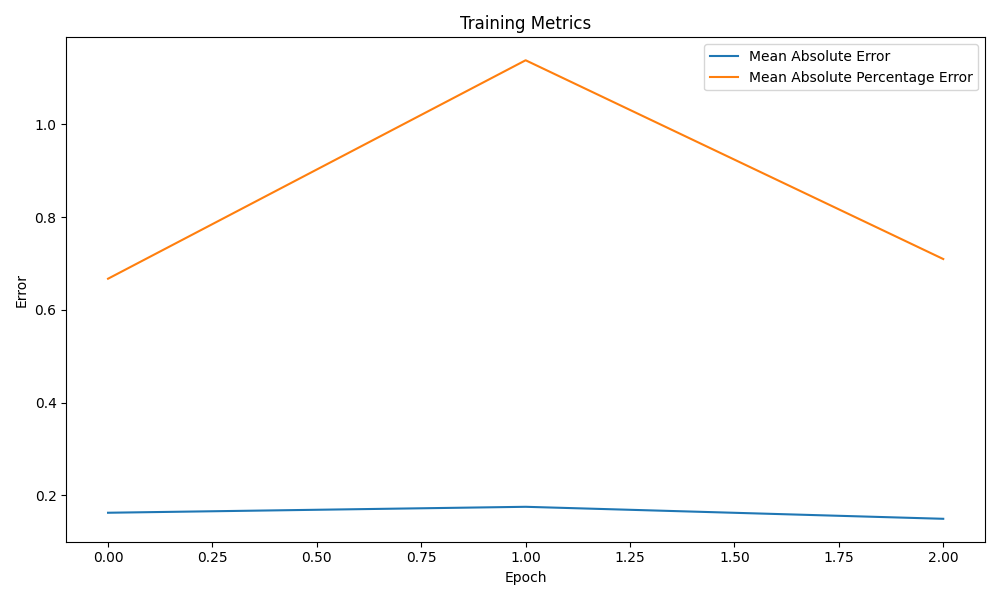 Training Metrics
Mean Absolute Error
Mean Absolute Percentage Error
Error
1.0
0.8
0.6
0.4
0.2
0.00 0.25 0.50 0.75 1.00 1.25 1.50 1.75 2.00
Epoch